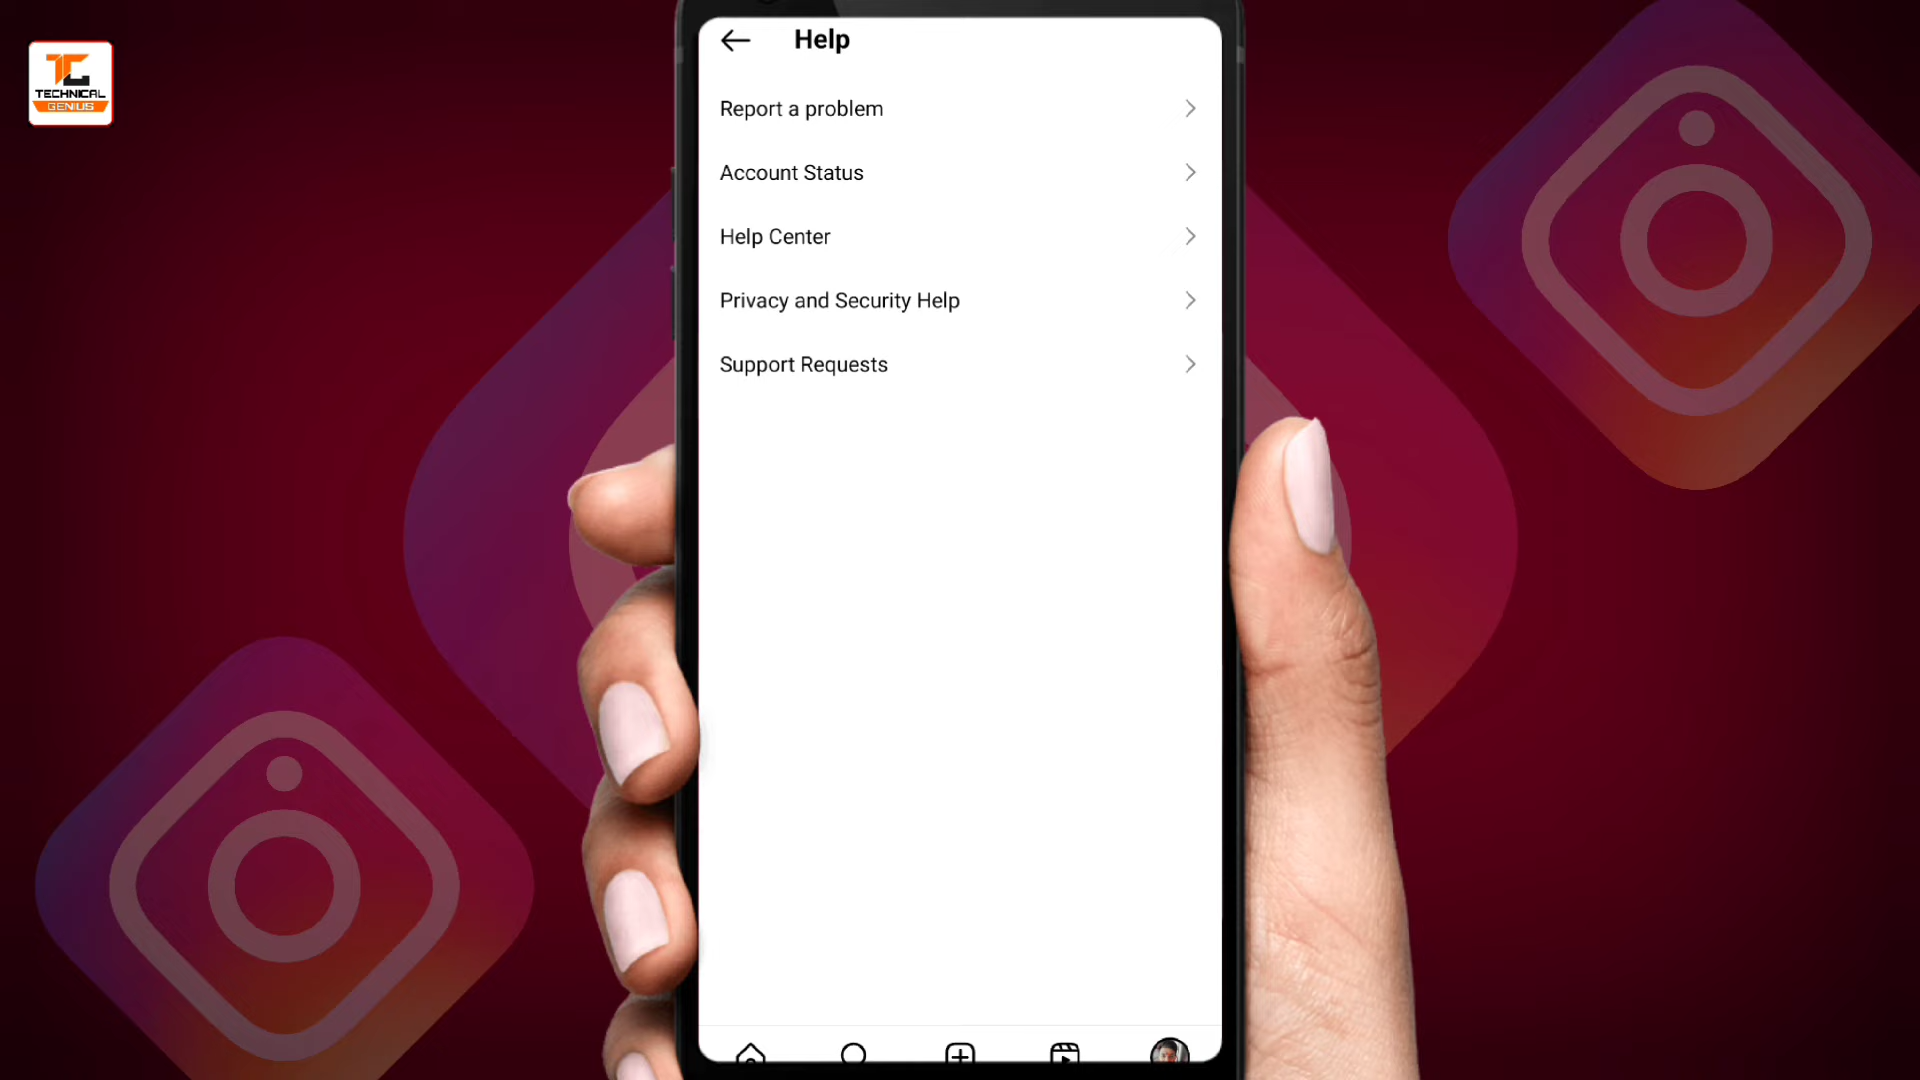 TECHNICAL
GENIUS
Help
Report a problem
Account Status
Help Center
Privacy and Security Help
Support Requests